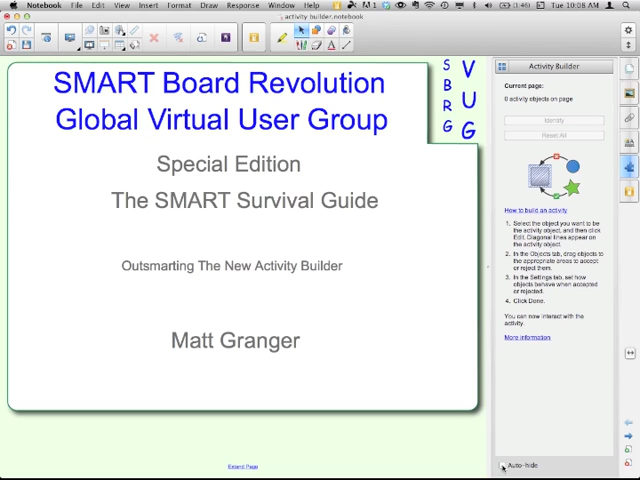 Notebook File Edit View Insert Format Draw Response Window Help
(1:46) Tue 10:08 AM
activity builder.notebook
SMART Board Revolution
Global Virtual User Group
SBRG
VUG
Special Edition
The SMART Survival Guide
Outsmarting The New Activity Builder
Matt Granger
Extend Page
Activity Builder
Current page:
0 activity objects on page
Identify
Reset All
How to build an activity
1. Select the object you want to be
the activity object, and then click
Edit. Diagonal lines appear on
the activity object.
2. In the Objects tab, drag objects to
the appropriate areas to accept
or reject them.
3. In the Settings tab, set how
objects behave when accepted
or rejected.
4. Click Done.
You can now interact with the
activity.
More information
Auto-hide